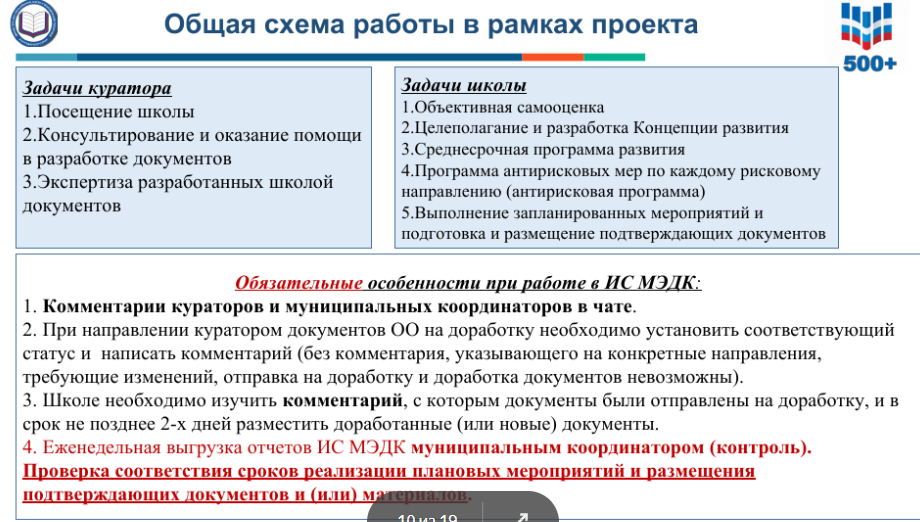 Общая схема работы в рамках проекта
500+
Задачи куратора
1.Посещение школы
2.Консультирование и оказание помощи
в разработке документов
3.Экспертиза разработанных школой
документов
Задачи школы
1.Объективная самооценка
2.Целеполагание и разработка Концепции развития
3.Среднесрочная программа развития
4.Программа антирисковых мер по каждому рисковому
направлению (антирисковая программа)
5.Выполнение запланированных мероприятий и
подготовка и размещение подтверждающих документов
Обязательные особенности при работе в ИС МЭДК:
1. Комментарии кураторов и муниципальных координаторов в чате.
2. При направлении куратором документов ОО на доработку необходимо установить соответствующий
статус и написать комментарий (без комментария, указывающего на конкретные направления,
требующие изменений, отправка на доработку и доработка документов невозможны).
3. Школе необходимо изучить комментарий, с которым документы были отправлены на доработку, и в
срок не позднее 2-х дней разместить доработанные (или новые) документы.
4. Еженедельная выгрузка отчетов ИС МЭДК муниципальным координатором (контроль).
Проверка соответствия сроков реализации плановых мероприятий и размещения
подтверждающих документов и (или) материалов.
10 из 19